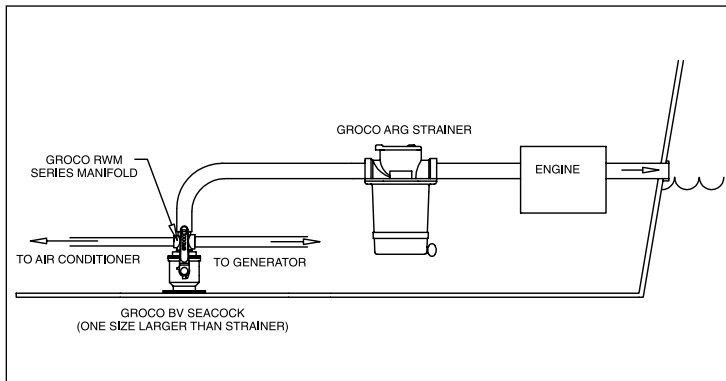 GROCO ARG STRAINER
GROCO RWM
SERIES MANIFOLD
ENGINE
TO AIR CONDITIONER
TO GENERATOR
GROCO BV SEACOCK
(ONE SIZE LARGER THAN STRAINER)